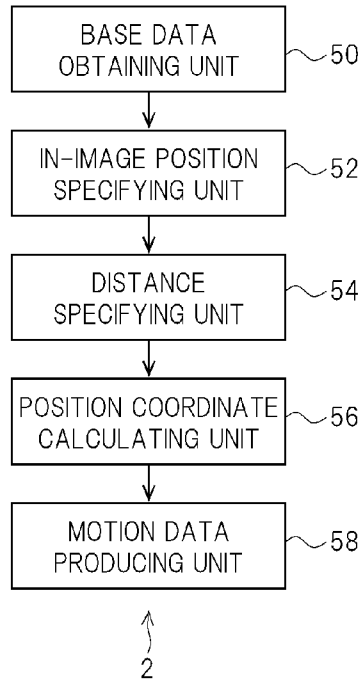 BASE DATA
OBTAINING UNIT
50
IN-IMAGE POSITION
SPECIFYING UNIT
52
DISTANCE
SPECIFYING UNIT
54
POSITION COORDINATE
CALCULATING UNIT
56
MOTION DATA
PRODUCING UNIT
58
2